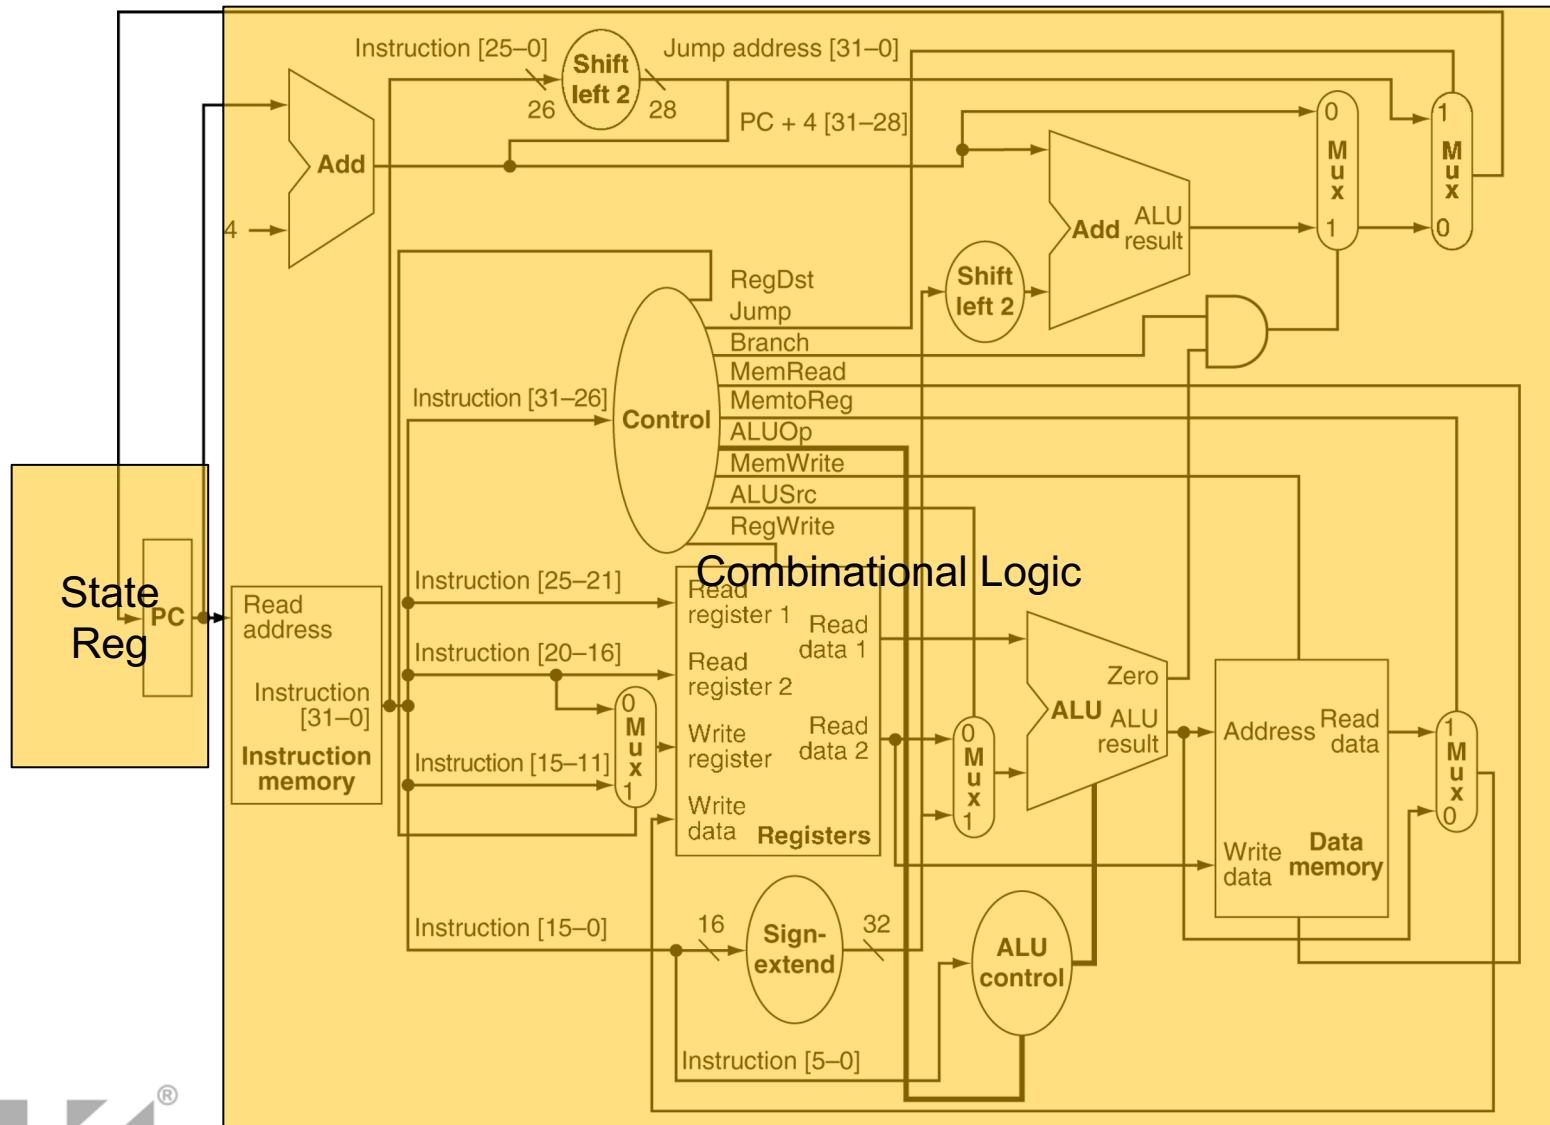 Instruction [25–0]
Shift
left 2
26
28
Jump address [31–0]
PC + 4 [31–28]
Add
4
0
M
u
x
1
1
M
u
x
0
Add
ALU
result
Shift
left 2
RegDst
Jump
Branch
MemRead
MemtoReg
ALUOp
MemWrite
ALUSrc
RegWrite
Instruction [31–26]
Control
State
Reg
PC
Combinational Logic
Read
address
Instruction
[31–0]
Instruction
memory
Instruction [25–21]
Instruction [20–16]
Instruction [15–11]
0
M
u
x
1
Read
register 1
Read
register 2
Write
register
Write
data
Read
data 1
Read
data 2
Registers
0
M
u
x
1
Zero
ALU
ALU
result
Address
Read
data
Write
data
Data
memory
1
M
u
x
0
Instruction [15–0]
16
Sign-
extend
32
ALU
control
Instruction [5–0]
®